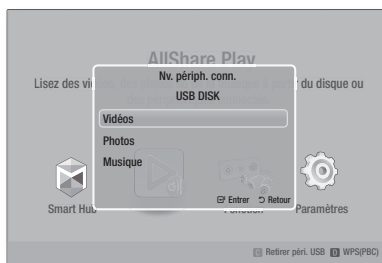 AllShare Play
Nv. périph. conn.
Lisez des vi du disque ou
USB DISK
Vidéos
Photos
Musique
Entrer Retour
Smart Hub Function Paramètres
C Retirer péri. USB D WPS(PBC)